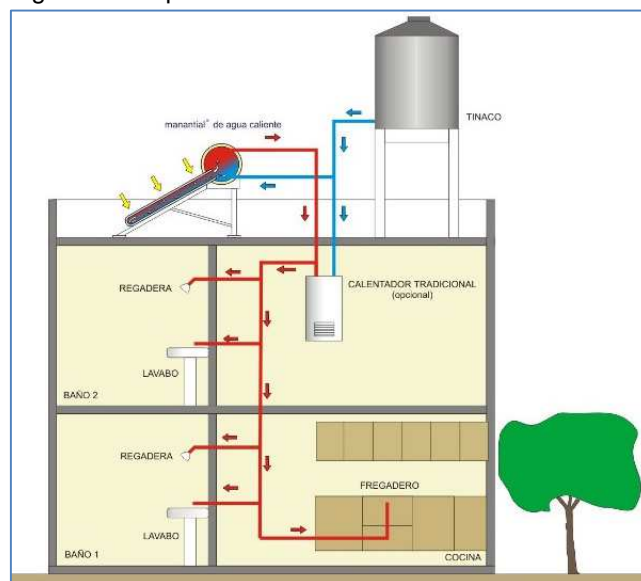 manantial® de agua caliente
TINACO
REGADERA
CALENTADOR TRADICIONAL
(opcional)
LAVABO
BAÑO 2
REGADERA
FREGADERO
LAVABO
BAÑO 1
COCINA